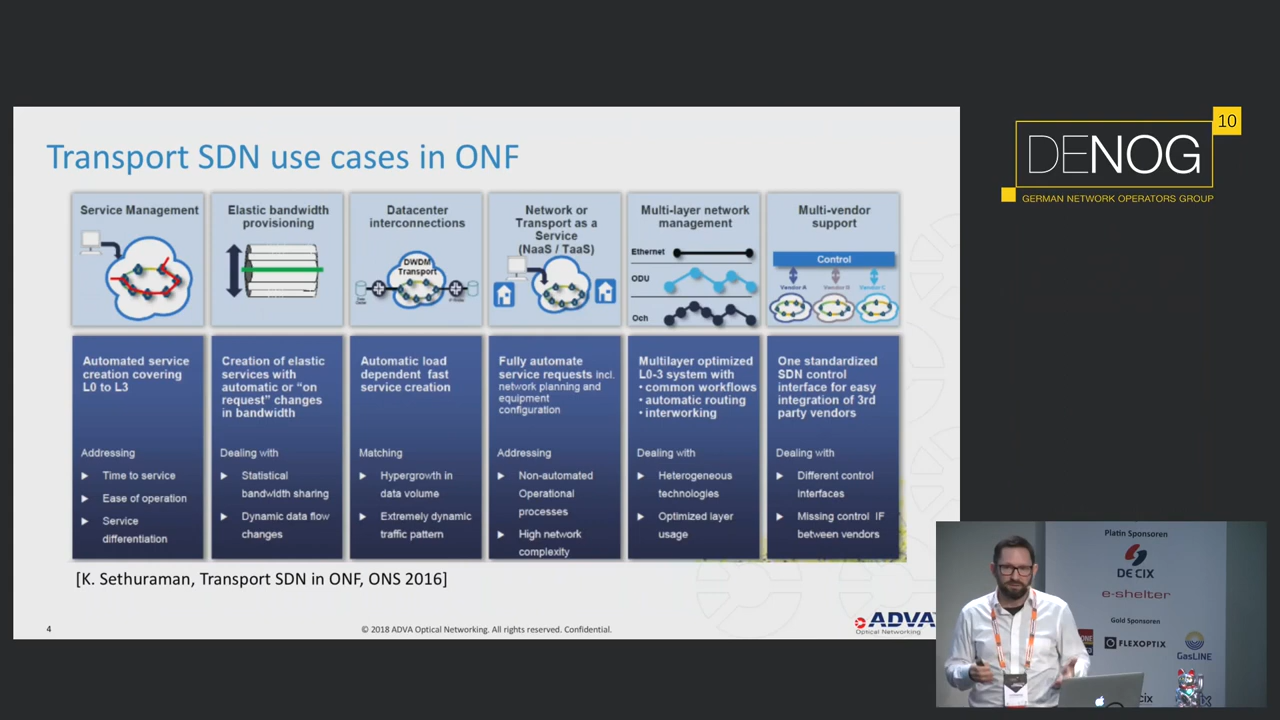 Transport SDN use cases in ONF
Service Management
Elastic bandwidth
provisioning
Datacenter
interconnections
DWDM
Transport
Network or
Transport as a
Service
(NaaS / TaaS)
Multi-layer network
management
Ethernet
ODU
Och
Multi-vendor
support
Control
Vendor A
Vendor B
Vendor C
Automated service
creation covering
L0 to L3
Addressing
Time to service
Ease of operation
Service
differentiation
Creation of elastic
services with
automatic or “on
request” changes
in bandwidth
Dealing with
Statistical
bandwidth sharing
Dynamic data flow
changes
Automatic load
dependent fast
service creation
Matching
Hypergrowth in
data volume
Extremely dynamic
traffic pattern
Fully automate
service requests incl.
network planning and
equipment
configuration
Addressing
Non-automated
Operational
processes
High network
complexity
Multilayer optimized
L0-3 system with
• common workflows
• automatic routing
• interworking
Dealing with
Heterogeneous
technologies
Optimized layer
usage
One standardized
SDN control
interface for easy
integration of 3rd
party vendors
Dealing with
Different control
interfaces
Missing control IF
between vendors
[K. Sethuraman, Transport SDN in ONF, ONS 2016]
4
© 2018 ADVA Optical Networking. All rights reserved. Confidential.
ADVA
Optical Networking
DENOG
10
GERMAN NETWORK OPERATORS GROUP
Platin Sponsoren
DE CIX
e-shelter
Gold Sponsoren
FLEXOPTIX
GasLINE